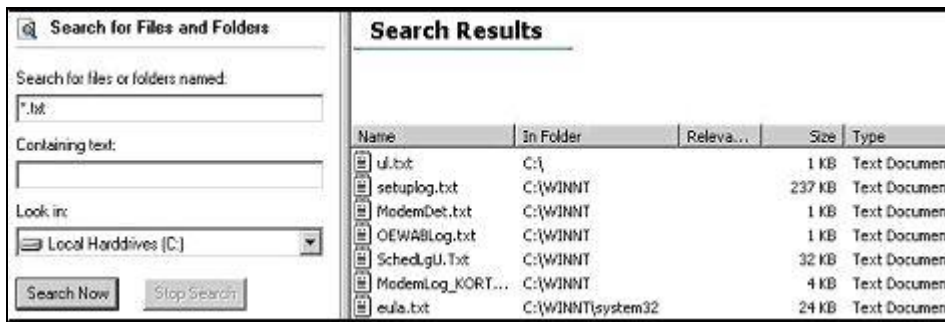 Search for Files and Folders
Search for files or folders named:
*.txt
Containing text:
Look in:
Local Harddrives (C:)
Search Now Stop Search
Search Results
Name In Folder Releva... Size Type
ul.txt C:\ 1 KB Text Documen
setuplog.txt C:\WINNT 237 KB Text Documen
ModemDet.txt C:\WINNT 1 KB Text Documen
OEWABLog.txt C:\WINNT 1 KB Text Documen
SchedLgU.Txt C:\WINNT 32 KB Text Documen
ModemLog_KORT... C:\WINNT 4 KB Text Documen
eula.txt C:\WINNT\system32 24 KB Text Documen